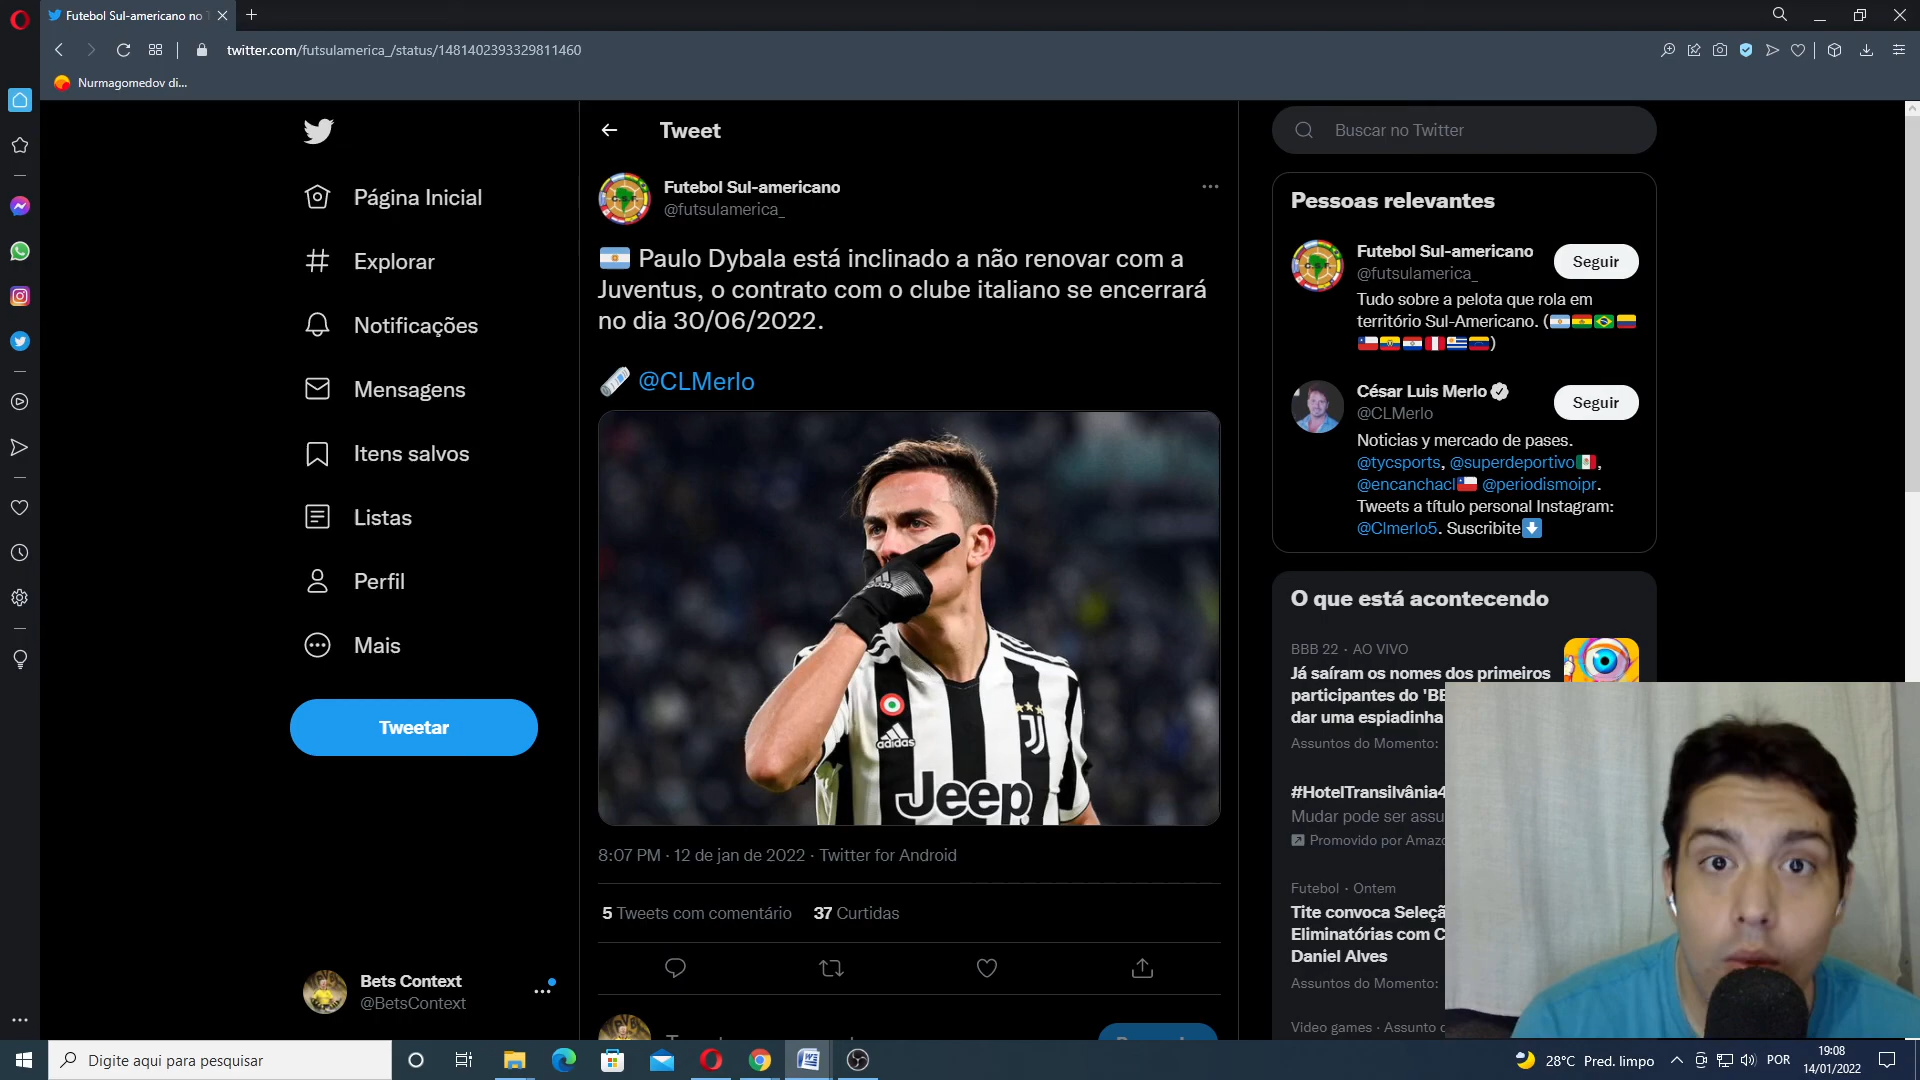 Futebol Sul-americano no T
twitter.com/futsulamerica_/status/1481402393329811460
Nurmagomedov di...
Página Inicial
Explorar
Notificações
Mensagens
Itens salvos
Listas
Perfil
Mais
Tweetar
Bets Context
@BetsContext
Tweet
Futebol Sul-americano
@futsulamerica_
🇦🇷 Paulo Dybala está inclinado a não renovar com a
Juventus, o contrato com o clube italiano se encerrará
no dia 30/06/2022.
🗞️ @CLMerlo
adidas
Jeep
8:07 PM · 12 de jan de 2022 · Twitter for Android
5 Tweets com comentário 37 Curtidas
Buscar no Twitter
Pessoas relevantes
Futebol Sul-americano
@futsulamerica_
Seguir
Tudo sobre a pelota que rola em
território Sul-Americano. (🇦🇷🇧🇴🇧🇷🇨🇴
🇨🇱🇪🇨🇵🇾🇵🇪🇺🇾🇻🇪)
César Luis Merlo
@CLMerlo
Seguir
Noticias y mercado de pases.
@tycsports, @superdeportivo🇲🇽,
@encanchacl🇨🇱 @periodismoipr.
Tweets a título personal Instagram:
@Clmerlo5. Suscribite⬇️
O que está acontecendo
BBB 22 · AO VIVO
Já saíram os nomes dos primeiros
participantes do 'BB
dar uma espiadinha
Assuntos do Momento:
#HotelTransilvânia4
Mudar pode ser assu
Promovido por Amazo
Futebol · Ontem
Tite convoca Seleçã
Eliminatórias com C
Daniel Alves
Assuntos do Momento:
Video games · Assunto d
Digite aqui para pesquisar
28°C Pred. limpo
POR
19:08
14/01/2022